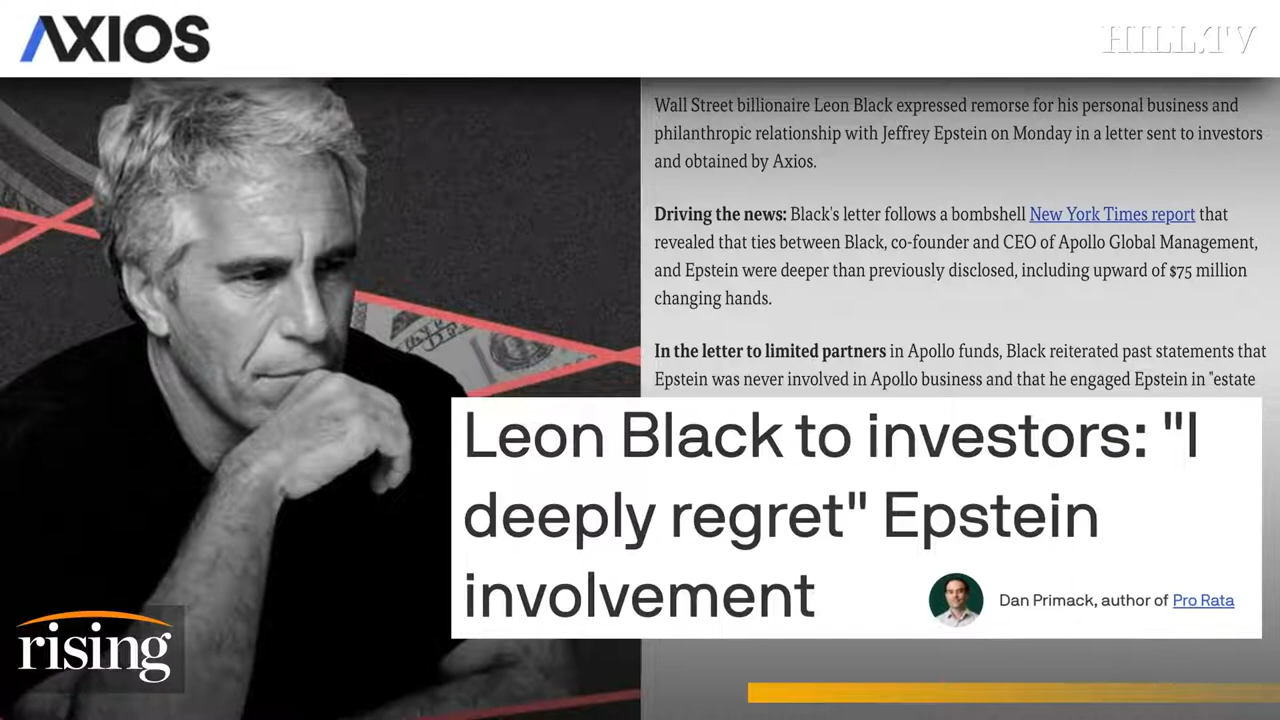 AXIOS
HILL.TV
Wall Street billionaire Leon Black expressed remorse for his personal business and
philanthropic relationship with Jeffrey Epstein on Monday in a letter sent to investors
and obtained by Axios.
Driving the news: Black's letter follows a bombshell New York Times report that
revealed that ties between Black, co-founder and CEO of Apollo Global Management,
and Epstein were deeper than previously disclosed, including upward of $75 million
changing hands.
In the letter to limited partners in Apollo funds, Black reiterated past statements that
Epstein was never involved in Apollo business and that he engaged Epstein in "estate
Leon Black to investors: "I
deeply regret" Epstein
involvement
Dan Primack, author of Pro Rata
rising